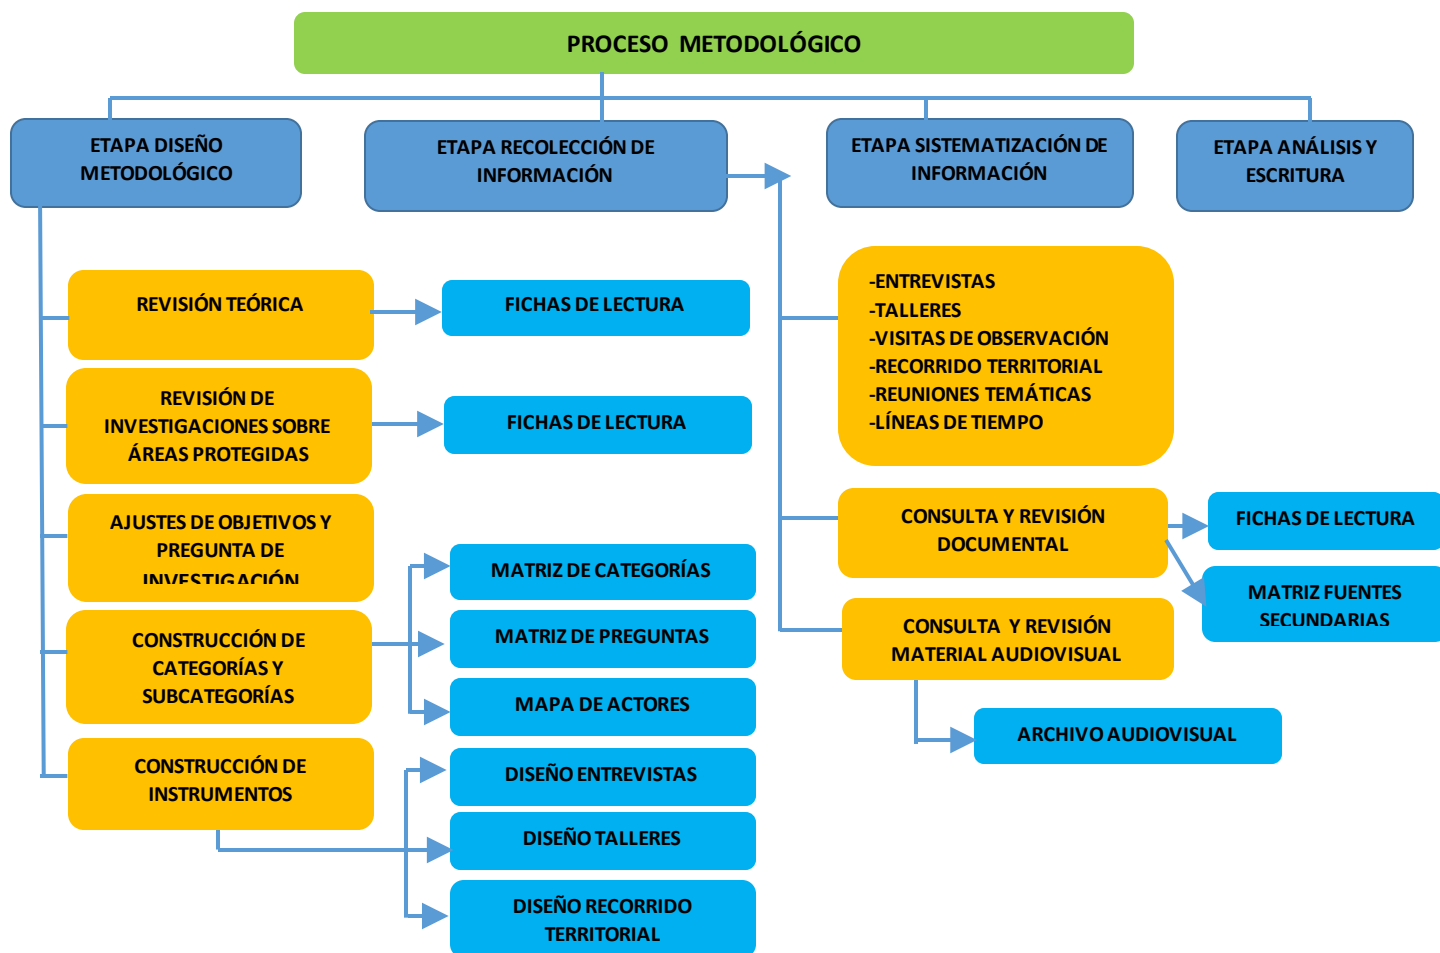 PROCESO METODOLÓGICO
ETAPA DISEÑO
METODOLÓGICO
ETAPA RECOLECCIÓN DE
INFORMACIÓN
ETAPA SISTEMATIZACIÓN DE
INFORMACIÓN
ETAPA ANÁLISIS Y
ESCRITURA
REVISIÓN TEÓRICA
FICHAS DE LECTURA
REVISIÓN DE
INVESTIGACIONES SOBRE
ÁREAS PROTEGIDAS
FICHAS DE LECTURA
AJUSTES DE OBJETIVOS Y
PREGUNTA DE
INVESTIGACIÓN
CONSTRUCCIÓN DE
CATEGORÍAS Y
SUBCATEGORÍAS
MATRIZ DE CATEGORÍAS
MATRIZ DE PREGUNTAS
MAPA DE ACTORES
CONSTRUCCIÓN DE
INSTRUMENTOS
DISEÑO ENTREVISTAS
DISEÑO TALLERES
DISEÑO RECORRIDO
TERRITORIAL
-ENTREVISTAS
-TALLERES
-VISITAS DE OBSERVACIÓN
-RECORRIDO TERRITORIAL
-REUNIONES TEMÁTICAS
-LÍNEAS DE TIEMPO
CONSULTA Y REVISIÓN
DOCUMENTAL
FICHAS DE LECTURA
MATRIZ FUENTES
SECUNDARIAS
CONSULTA Y REVISIÓN
MATERIAL AUDIOVISUAL
ARCHIVO AUDIOVISUAL